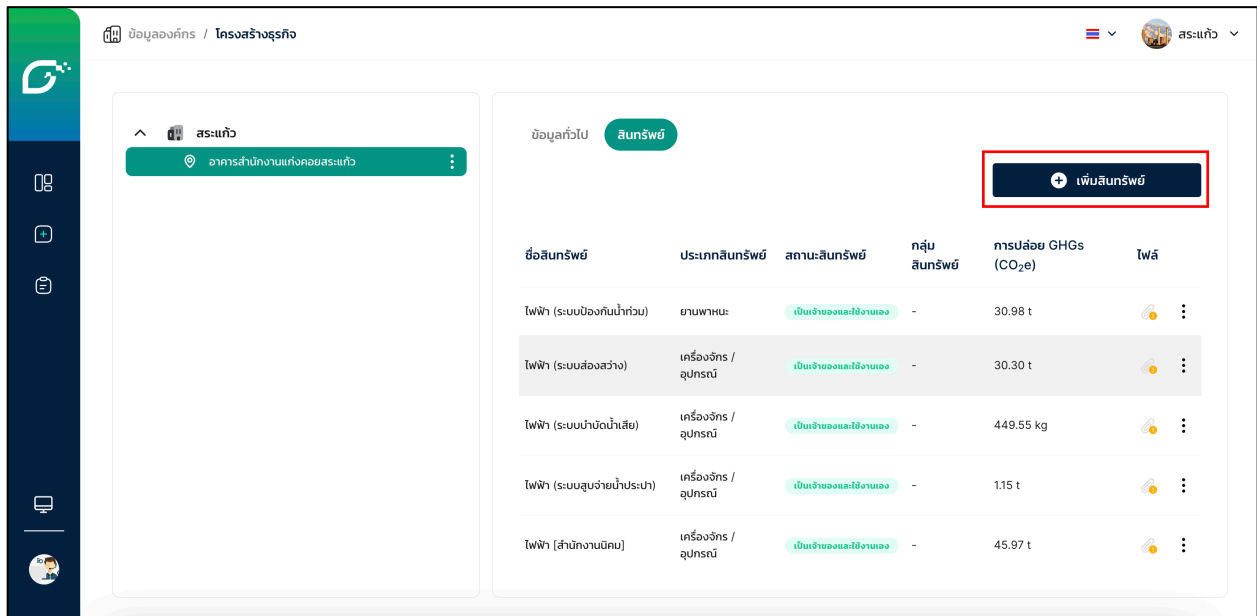 ข้อมูลองค์กร / โครงสร้างธุรกิจ
สระแก้ว
สระแก้ว
อาคารสำนักงานแก่งคอยสระแก้ว
ข้อมูลทั่วไป สินทรัพย์
เพิ่มสินทรัพย์
ชื่อสินทรัพย์ ประเภทสินทรัพย์ สถานะสินทรัพย์ กลุ่ม
สินทรัพย์ การปล่อย GHGs
(CO₂e) ไฟล์
ไฟฟ้า (ระบบป้องกันน้ำท่วม) ยานพาหนะ เป็นเจ้าของและใช้งานเอง - 30.98 t
ไฟฟ้า (ระบบส่องสว่าง) เครื่องจักร /
อุปกรณ์ เป็นเจ้าของและใช้งานเอง - 30.30 t
ไฟฟ้า (ระบบบำบัดน้ำเสีย) เครื่องจักร /
อุปกรณ์ เป็นเจ้าของและใช้งานเอง - 449.55 kg
ไฟฟ้า (ระบบสูบจ่ายน้ำประปา) เครื่องจักร /
อุปกรณ์ เป็นเจ้าของและใช้งานเอง - 1.15 t
ไฟฟ้า [สำนักงานนิคม] เครื่องจักร /
อุปกรณ์ เป็นเจ้าของและใช้งานเอง - 45.97 t